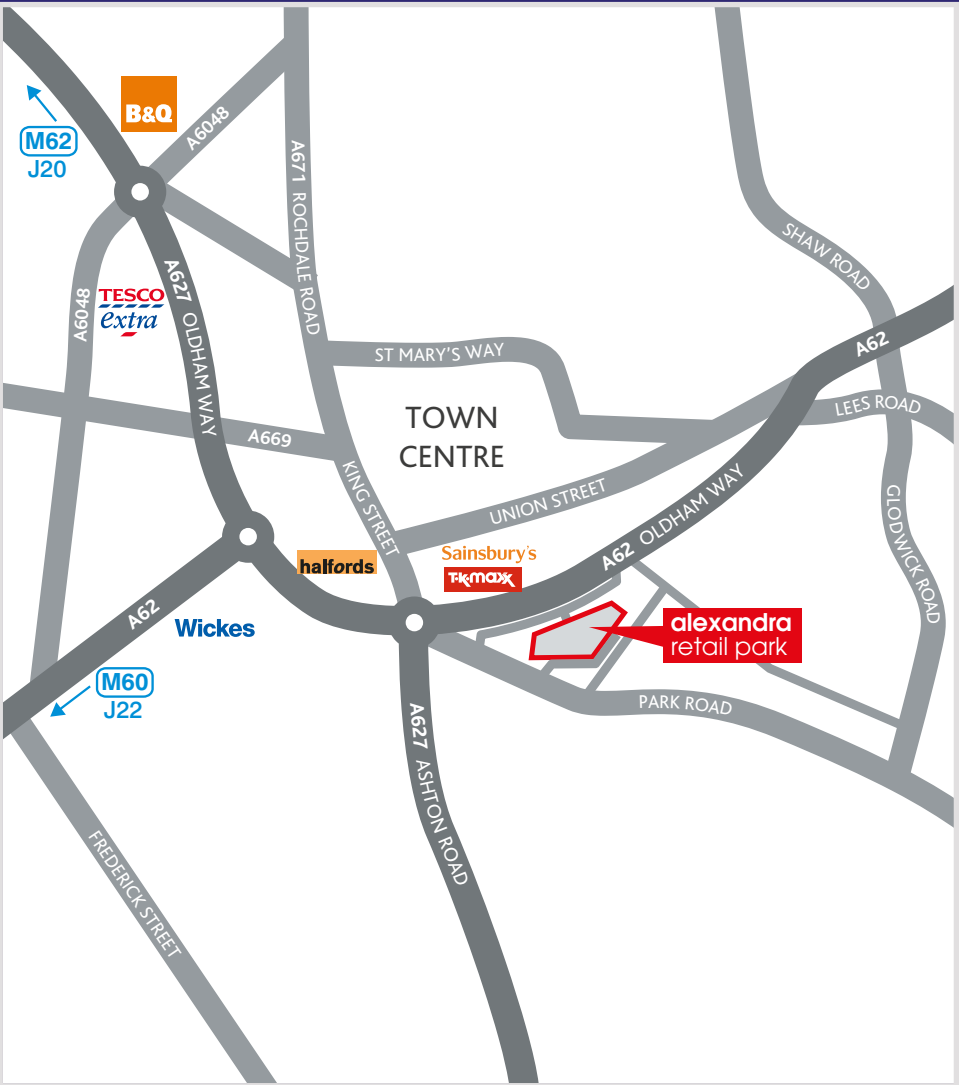 B&Q
A6048
M62
J20
A671 ROCHDALE ROAD
SHAW ROAD
A627 OLDHAM WAY
A6048
TESCO
extra
ST MARY'S WAY
A62
LEES ROAD
TOWN
CENTRE
A669
KING STREET
UNION STREET
A62 OLDHAM WAY
GLODWICK ROAD
halfords
Sainsbury's
T·K·maxx
A62
Wickes
alexandra
retail park
M60
J22
PARK ROAD
A627 ASHTON ROAD
FREDERICK STREET